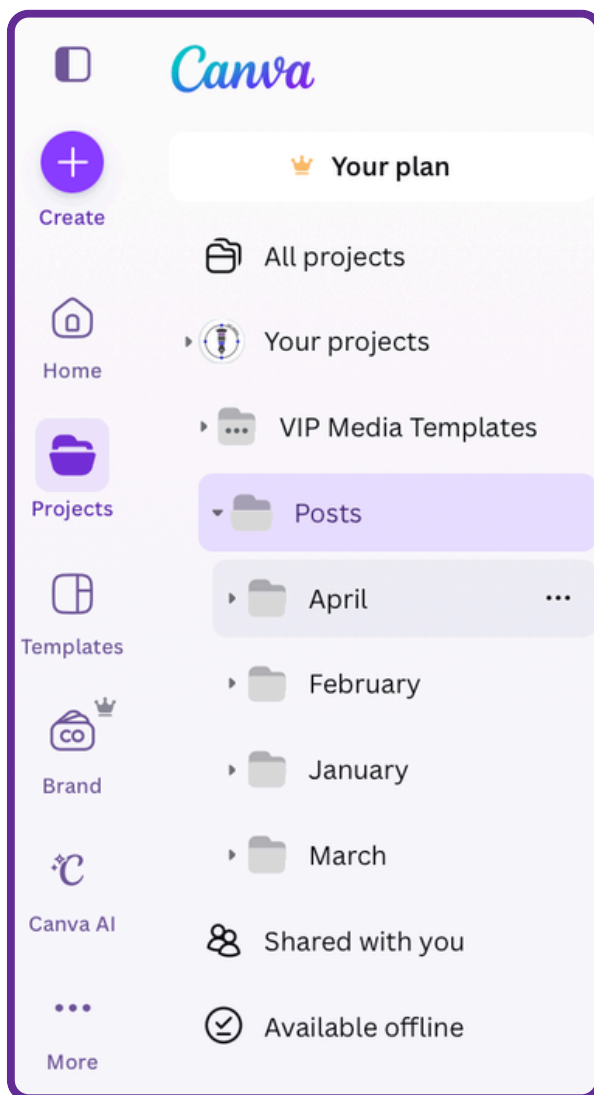 Canva
Create
Home
Projects
Templates
CO
Brand
Canva AI
More
Your plan
All projects
Your projects
VIP Media Templates
Posts
April
February
January
March
Shared with you
Available offline